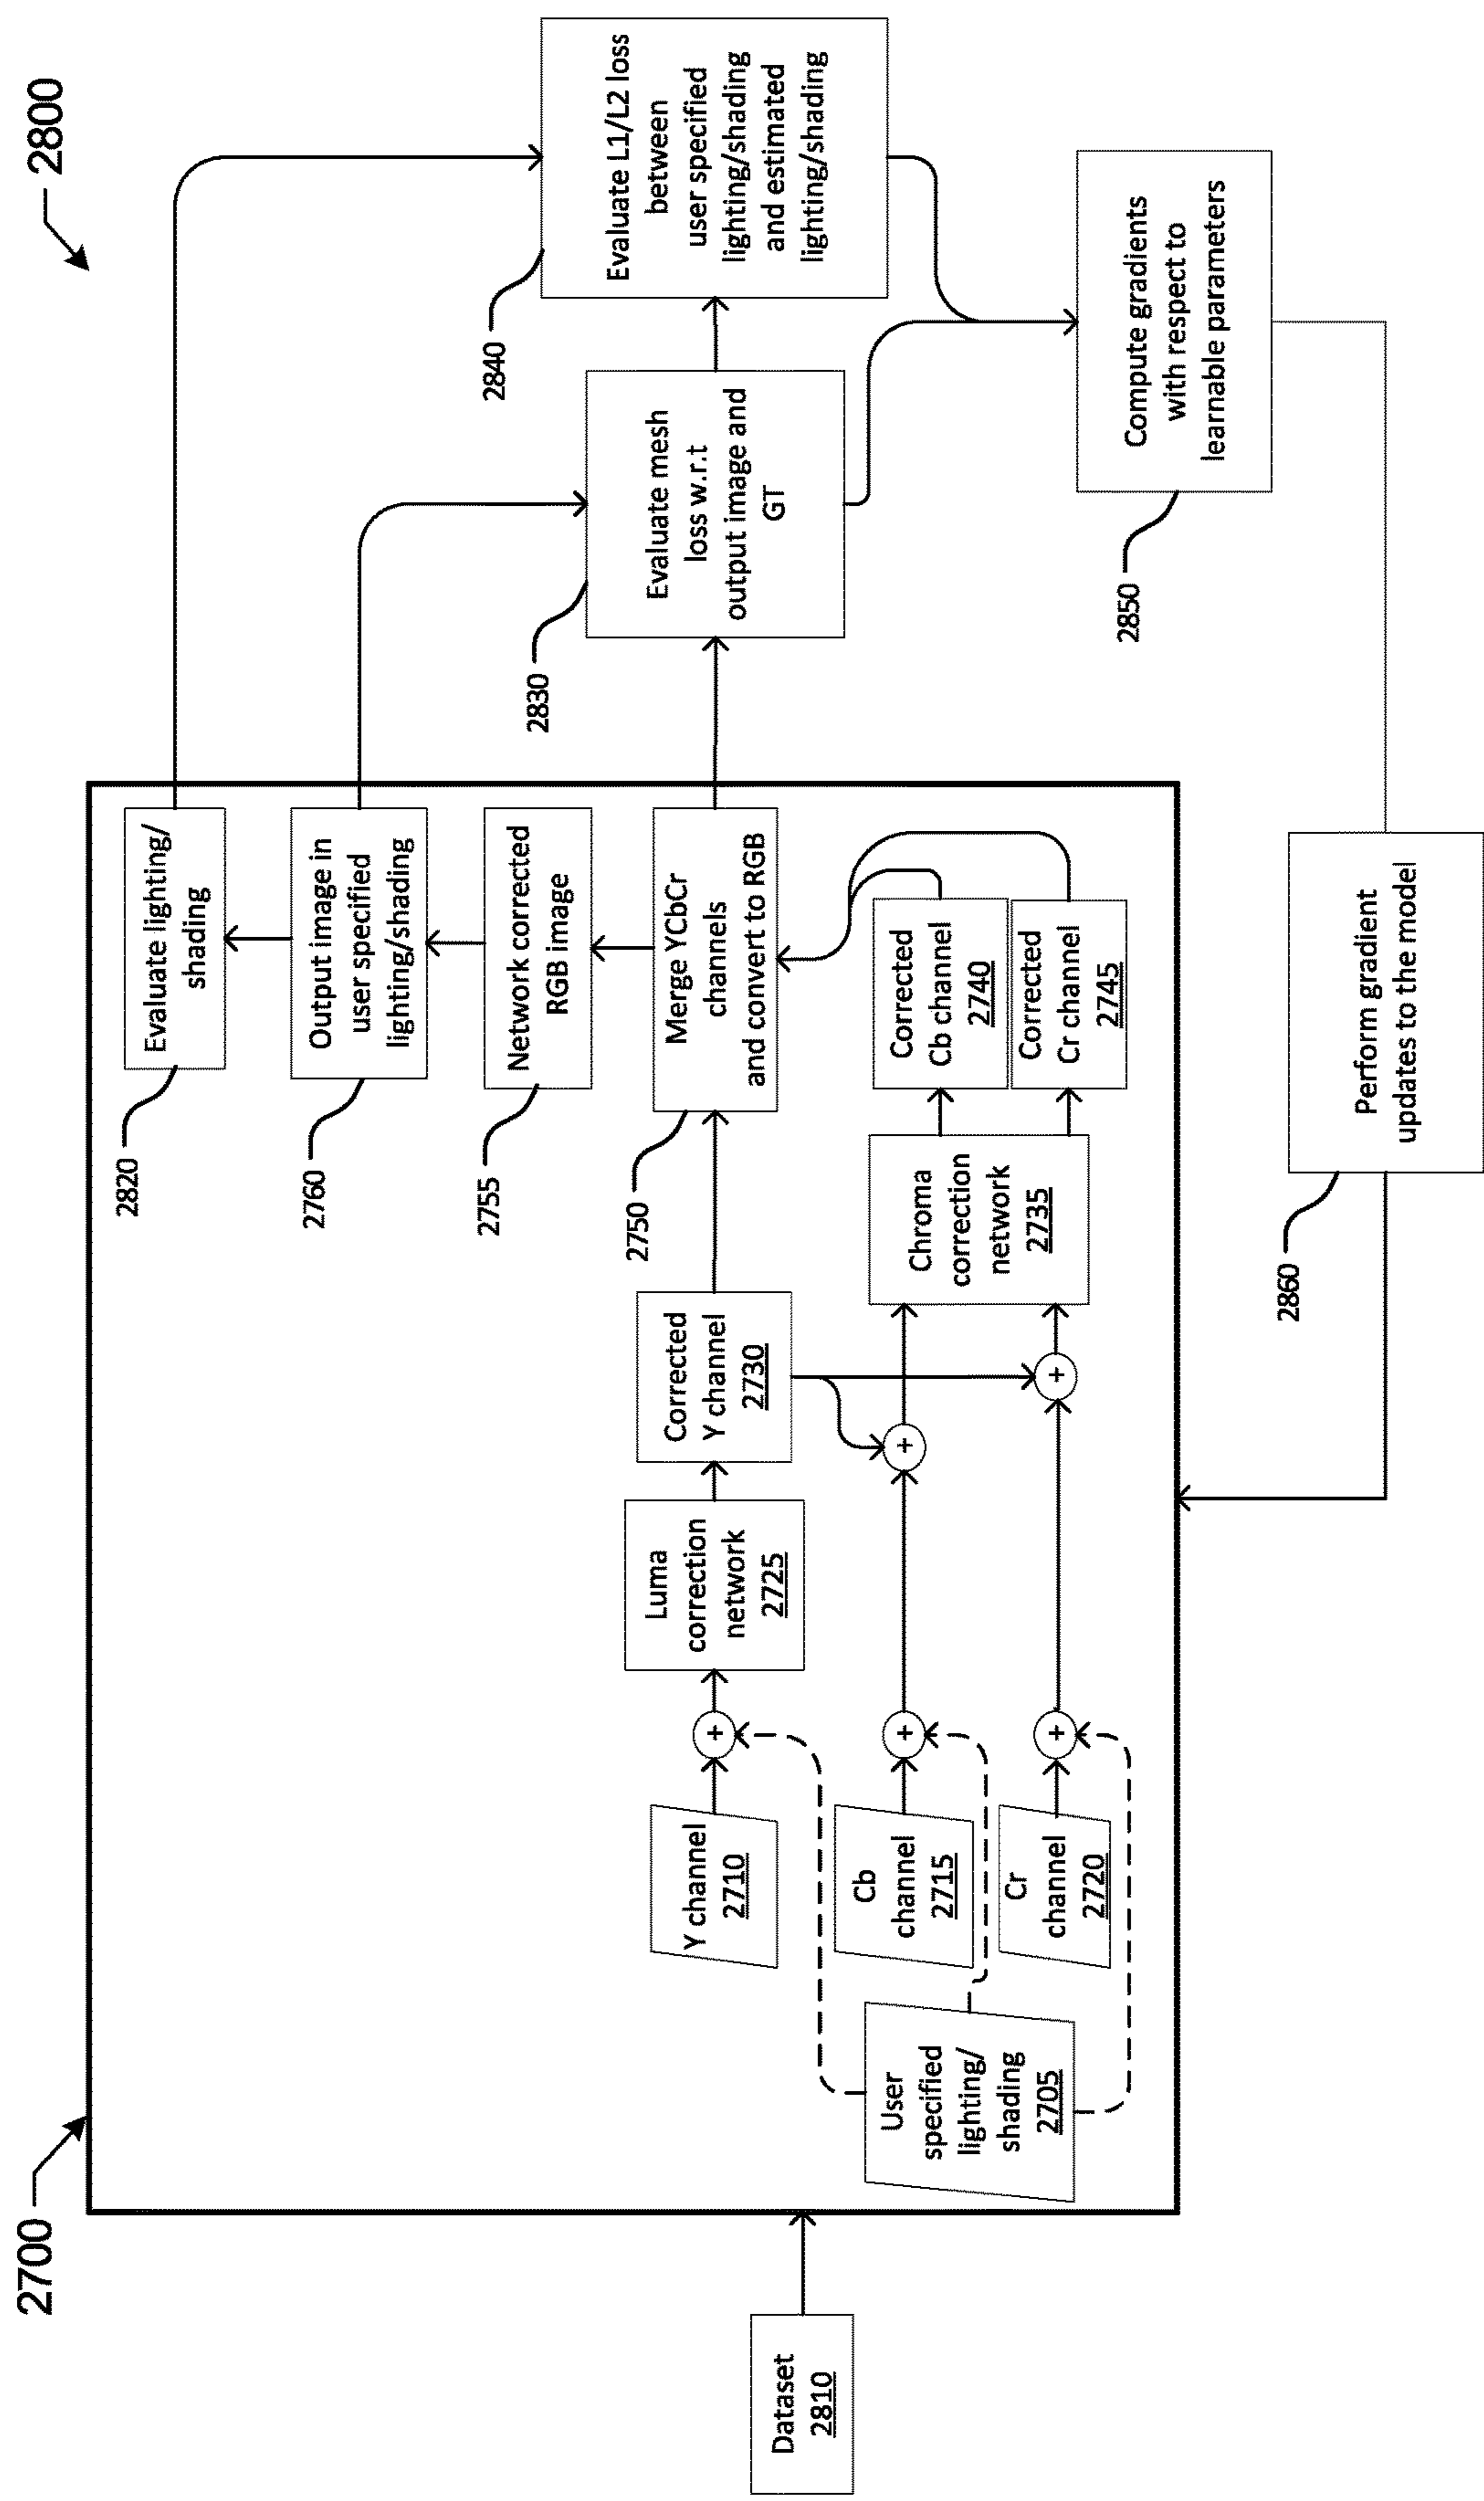 2800
2700
Dataset
2810
User
specified
lighting/
shading
2705
Y channel
2710
Cb
channel
2715
Cr
channel
2720
+
+
+
Luma
correction
network
2725
Corrected
Y channel
2730
+
+
Chroma
correction
network
2735
Corrected
Cb channel
2740
Corrected
Cr channel
2745
Merge YCbCr
channels
and convert to RGB
2750
Network corrected
RGB image
2755
Output image in
user specified
lighting/shading
2760
Evaluate lighting/
shading
2820
Evaluate mesh
loss w.r.t
output image and
GT
2830
Evaluate L1/L2 loss
between
user specified
lighting/shading
and estimated
lighting/shading
2840
Compute gradients
with respect to
learnable parameters
2850
Perform gradient
updates to the model
2860